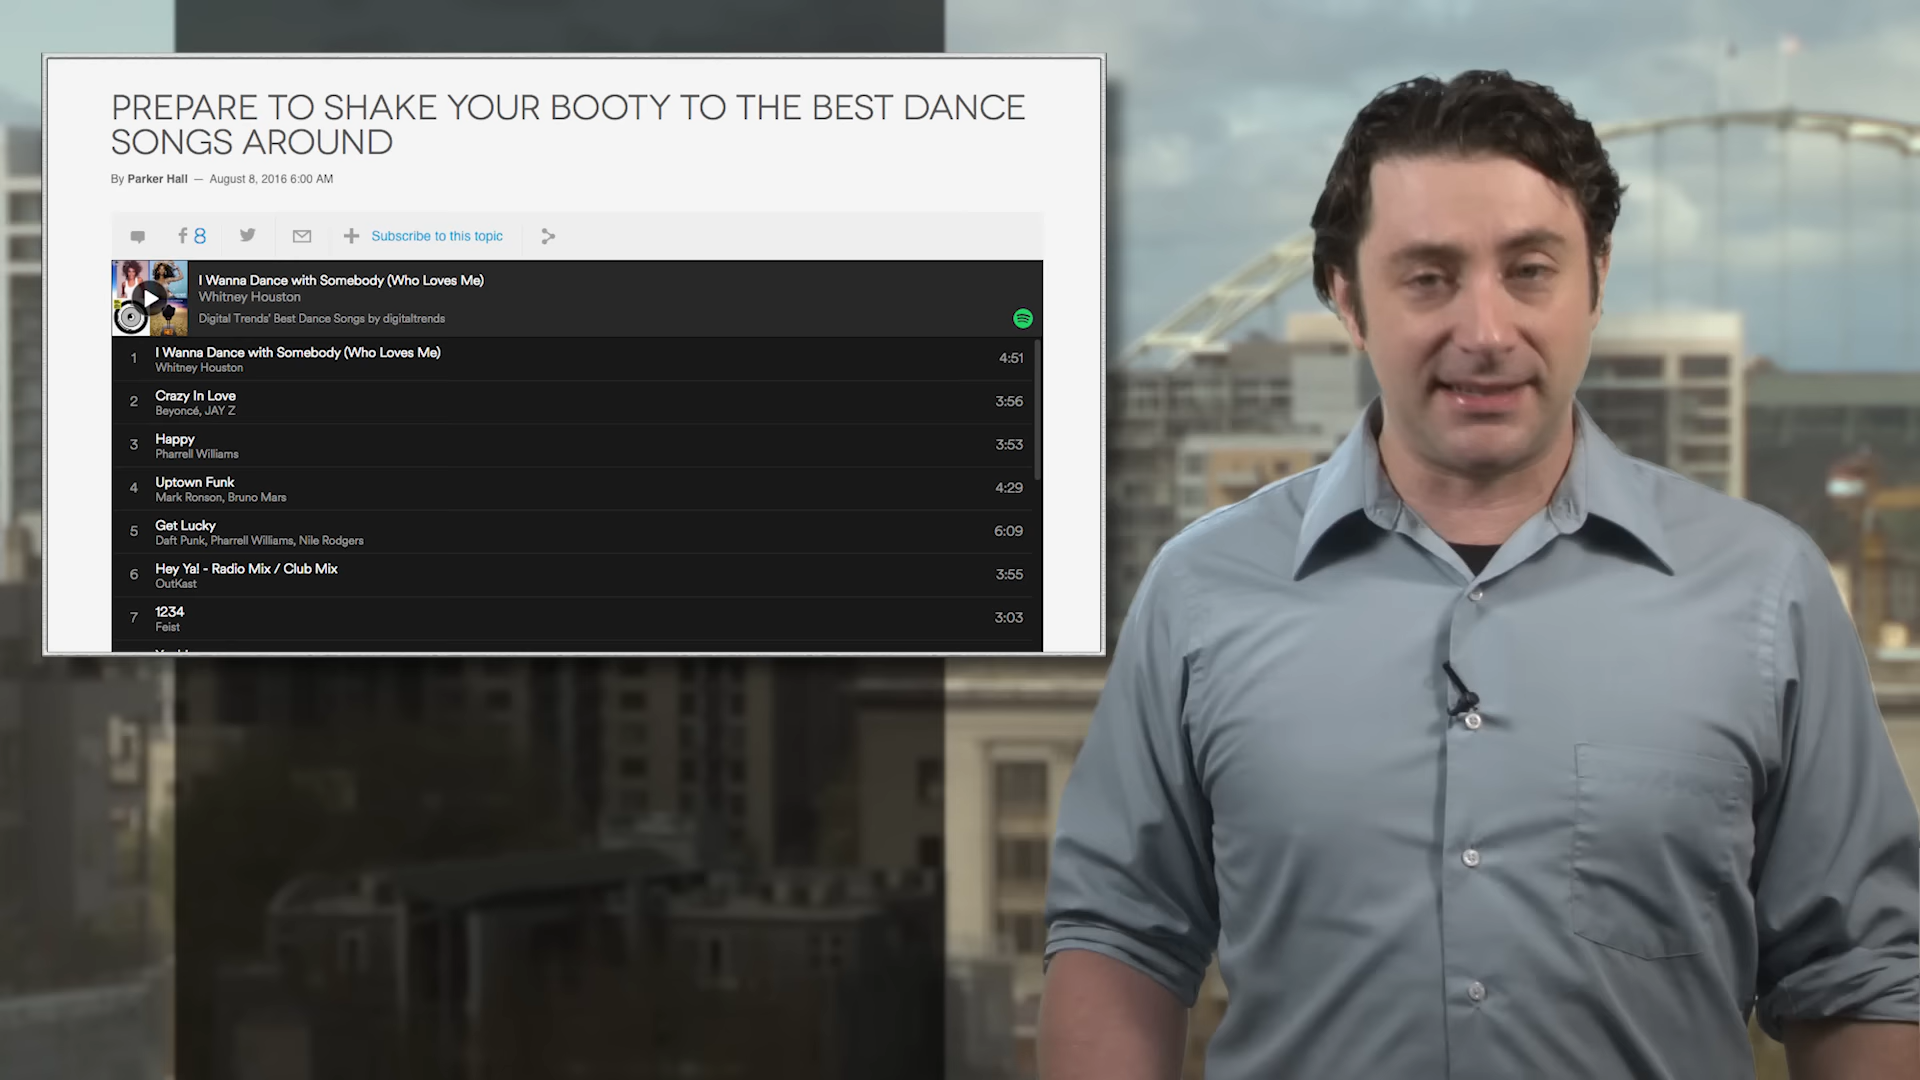 PREPARE TO SHAKE YOUR BOOTY TO THE BEST DANCE
SONGS AROUND
By Parker Hall — August 8, 2016 6:00 AM
8
Subscribe to this topic
I Wanna Dance with Somebody (Who Loves Me)
Whitney Houston
Digital Trends' Best Dance Songs by digitaltrends
1 I Wanna Dance with Somebody (Who Loves Me) 4:51
Whitney Houston
2 Crazy In Love 3:56
Beyoncé, JAY Z
3 Happy 3:53
Pharrell Williams
4 Uptown Funk 4:29
Mark Ronson, Bruno Mars
5 Get Lucky 6:09
Daft Punk, Pharrell Williams, Nile Rodgers
6 Hey Ya! - Radio Mix / Club Mix 3:55
OutKast
7 1234 3:03
Feist